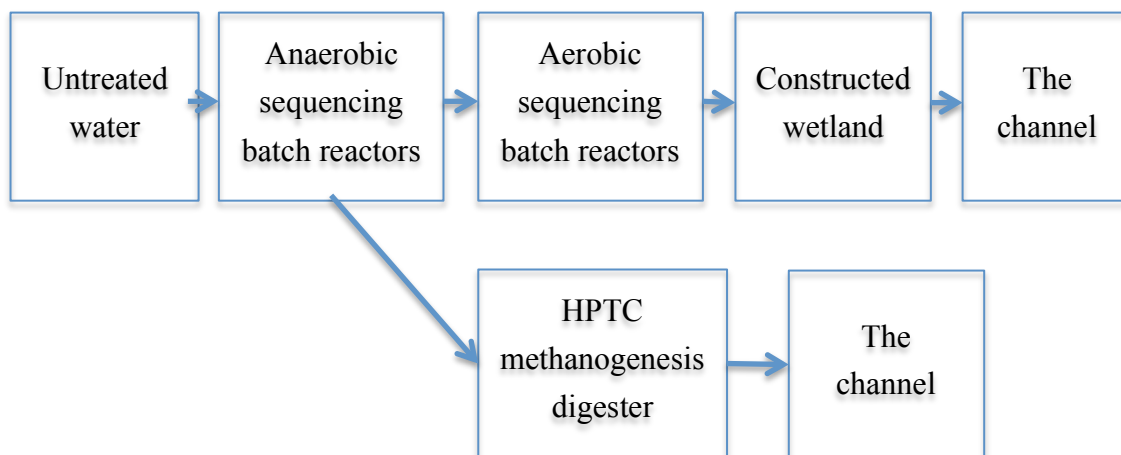 Untreated
water
Anaerobic
sequencing
batch reactors
Aerobic
sequencing
batch reactors
Constructed
wetland
The
channel
HPTC
methanogenesis
digester
The
channel